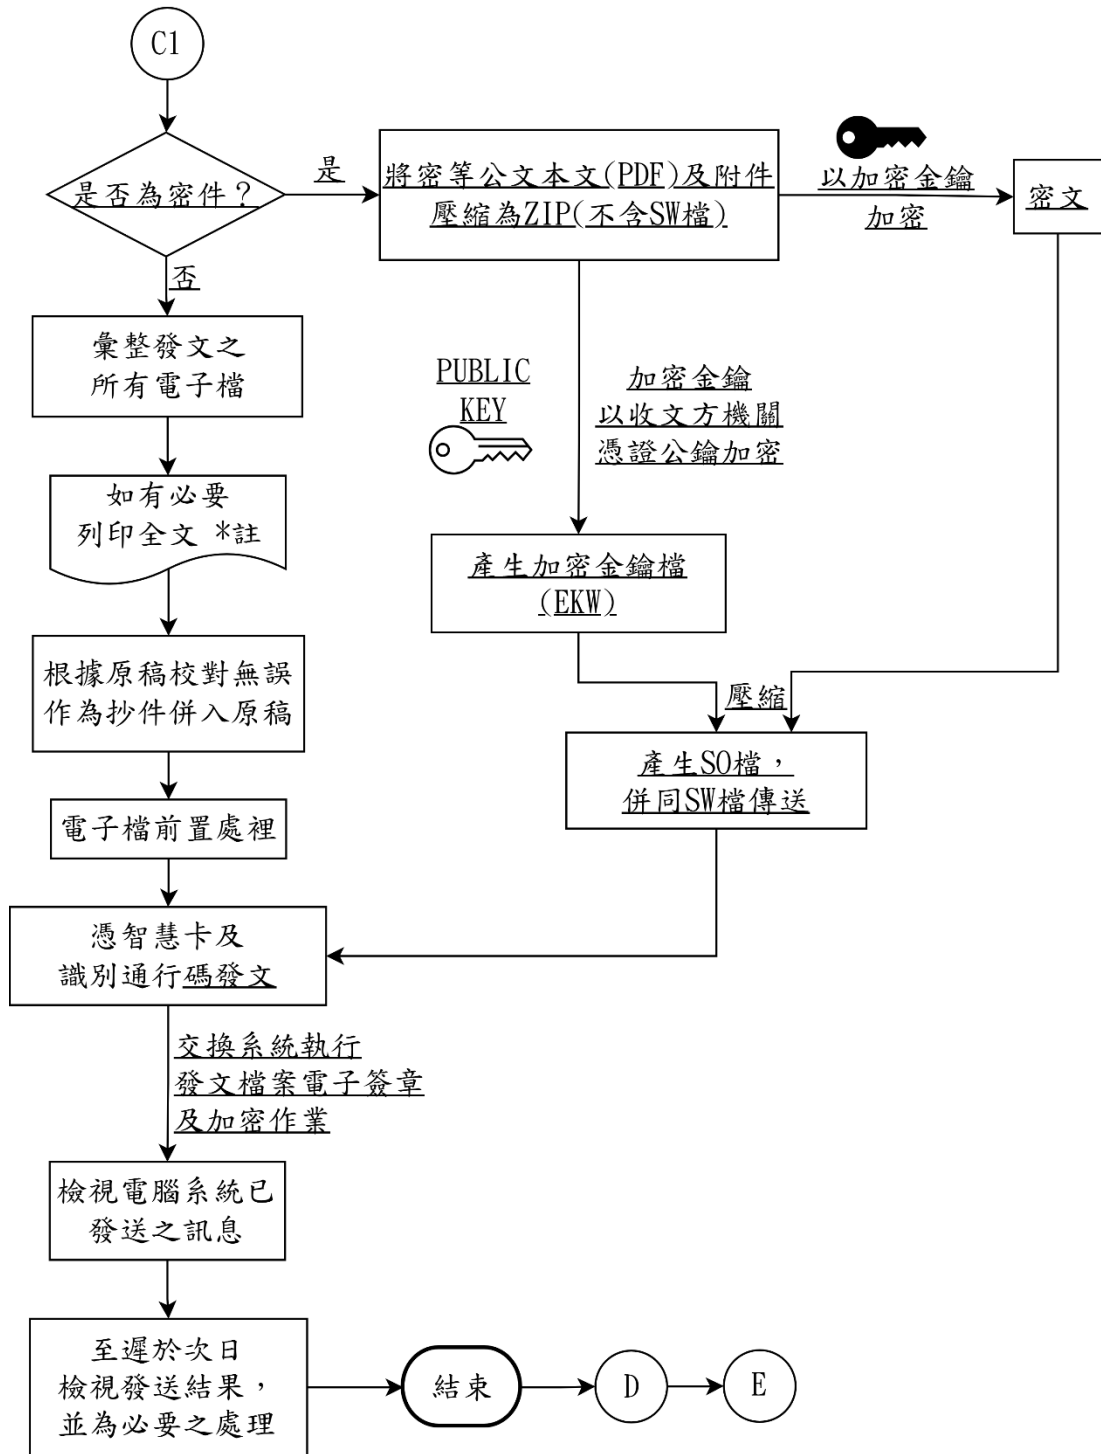 C1
是否為密件？
是
將密等公文本文(PDF)及附件
壓縮為ZIP(不含SW檔)
以加密金鑰
加密
密文
否
彙整發文之
所有電子檔
PUBLIC
KEY
加密金鑰
以收文方機關
憑證公鑰加密
如有必要
列印全文 *註
產生加密金鑰檔
(EKW)
根據原稿校對無誤
作為抄件併入原稿
壓縮
產生SO檔，
併同SW檔傳送
電子檔前置處裡
憑智慧卡及
識別通行碼發文
交換系統執行
發文檔案電子簽章
及加密作業
檢視電腦系統已
發送之訊息
至遲於次日
檢視發送結果，
並為必要之處理
結束
D
E